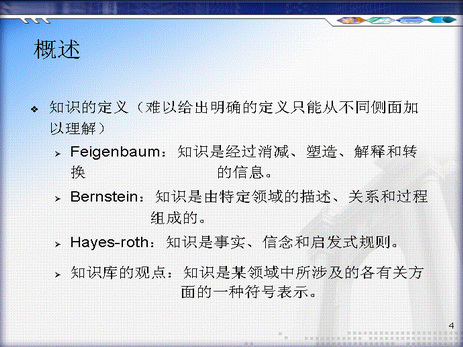 概述
❖ 知识的定义（难以给出明确的定义只能从不同侧面加
以理解）
➢ Feigenbaum：知识是经过消减、塑造、解释和转
换 的信息。
➢ Bernstein：知识是由特定领域的描述、关系和过程
组成的。
➢ Hayes-roth：知识是事实、信念和启发式规则。
➢ 知识库的观点：知识是某领域中所涉及的各有关方
面的一种符号表示。
4